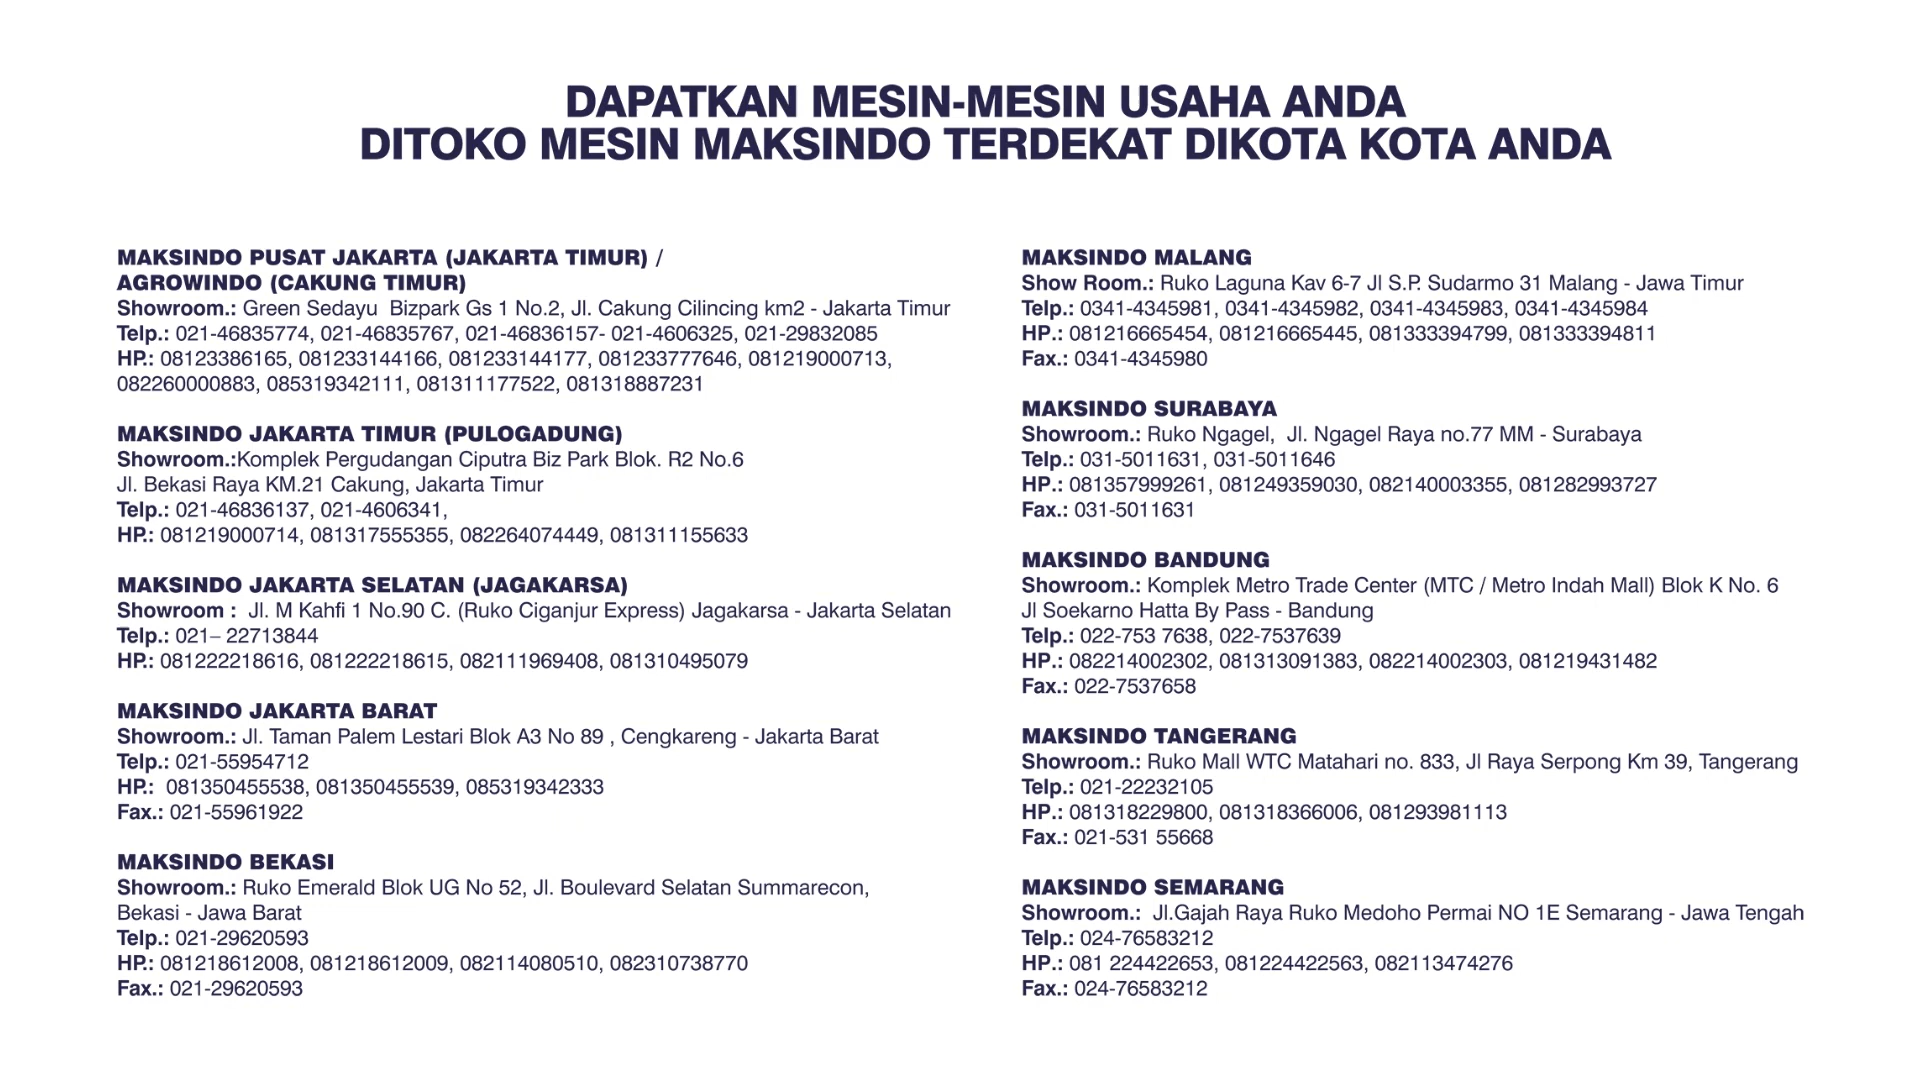 DAPATKAN MESIN-MESIN USAHA ANDA
DITOKO MESIN MAKSINDO TERDEKAT DIKOTA KOTA ANDA
MAKSINDO PUSAT JAKARTA (JAKARTA TIMUR) /
AGROWINDO (CAKUNG TIMUR)
Showroom.: Green Sedayu  Bizpark Gs 1 No.2, Jl. Cakung Cilincing km2 - Jakarta Timur
Telp.: 021-46835774, 021-46835767, 021-46836157- 021-4606325, 021-29832085
HP.: 08123386165, 081233144166, 081233144177, 081233777646, 081219000713,
082260000883, 085319342111, 081311177522, 081318887231
MAKSINDO JAKARTA TIMUR (PULOGADUNG)
Showroom.:Komplek Pergudangan Ciputra Biz Park Blok. R2 No.6
Jl. Bekasi Raya KM.21 Cakung, Jakarta Timur
Telp.: 021-46836137, 021-4606341,
HP.: 081219000714, 081317555355, 082264074449, 081311155633
MAKSINDO JAKARTA SELATAN (JAGAKARSA)
Showroom :  Jl. M Kahfi 1 No.90 C. (Ruko Ciganjur Express) Jagakarsa - Jakarta Selatan
Telp.: 021– 22713844
HP.: 081222218616, 081222218615, 082111969408, 081310495079
MAKSINDO JAKARTA BARAT
Showroom.: Jl. Taman Palem Lestari Blok A3 No 89 , Cengkareng - Jakarta Barat
Telp.: 021-55954712
HP.:  081350455538, 081350455539, 085319342333
Fax.: 021-55961922
MAKSINDO BEKASI
Showroom.: Ruko Emerald Blok UG No 52, Jl. Boulevard Selatan Summarecon,
Bekasi - Jawa Barat
Telp.: 021-29620593
HP.: 081218612008, 081218612009, 082114080510, 082310738770
Fax.: 021-29620593
MAKSINDO MALANG
Show Room.: Ruko Laguna Kav 6-7 Jl S.P. Sudarmo 31 Malang - Jawa Timur
Telp.: 0341-4345981, 0341-4345982, 0341-4345983, 0341-4345984
HP.: 081216665454, 081216665445, 081333394799, 081333394811
Fax.: 0341-4345980
MAKSINDO SURABAYA
Showroom.: Ruko Ngagel,  Jl. Ngagel Raya no.77 MM - Surabaya
Telp.: 031-5011631, 031-5011646
HP.: 081357999261, 081249359030, 082140003355, 081282993727
Fax.: 031-5011631
MAKSINDO BANDUNG
Showroom.: Komplek Metro Trade Center (MTC / Metro Indah Mall) Blok K No. 6
Jl Soekarno Hatta By Pass - Bandung
Telp.: 022-753 7638, 022-7537639
HP.: 082214002302, 081313091383, 082214002303, 081219431482
Fax.: 022-7537658
MAKSINDO TANGERANG
Showroom.: Ruko Mall WTC Matahari no. 833, Jl Raya Serpong Km 39, Tangerang
Telp.: 021-22232105
HP.: 081318229800, 081318366006, 081293981113
Fax.: 021-531 55668
MAKSINDO SEMARANG
Showroom.:  Jl.Gajah Raya Ruko Medoho Permai NO 1E Semarang - Jawa Tengah
Telp.: 024-76583212
HP.: 081 224422653, 081224422563, 082113474276
Fax.: 024-76583212